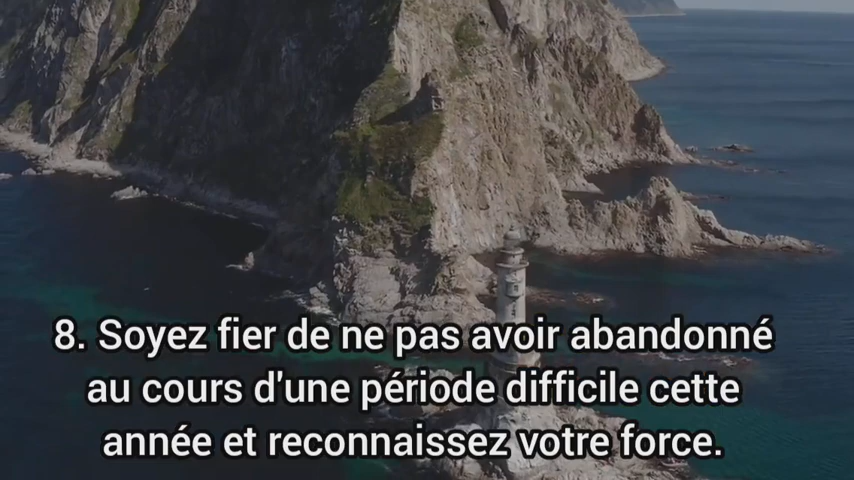 8. Soyez fier de ne pas avoir abandonné
au cours d'une période difficile cette
année et reconnaissez votre force.